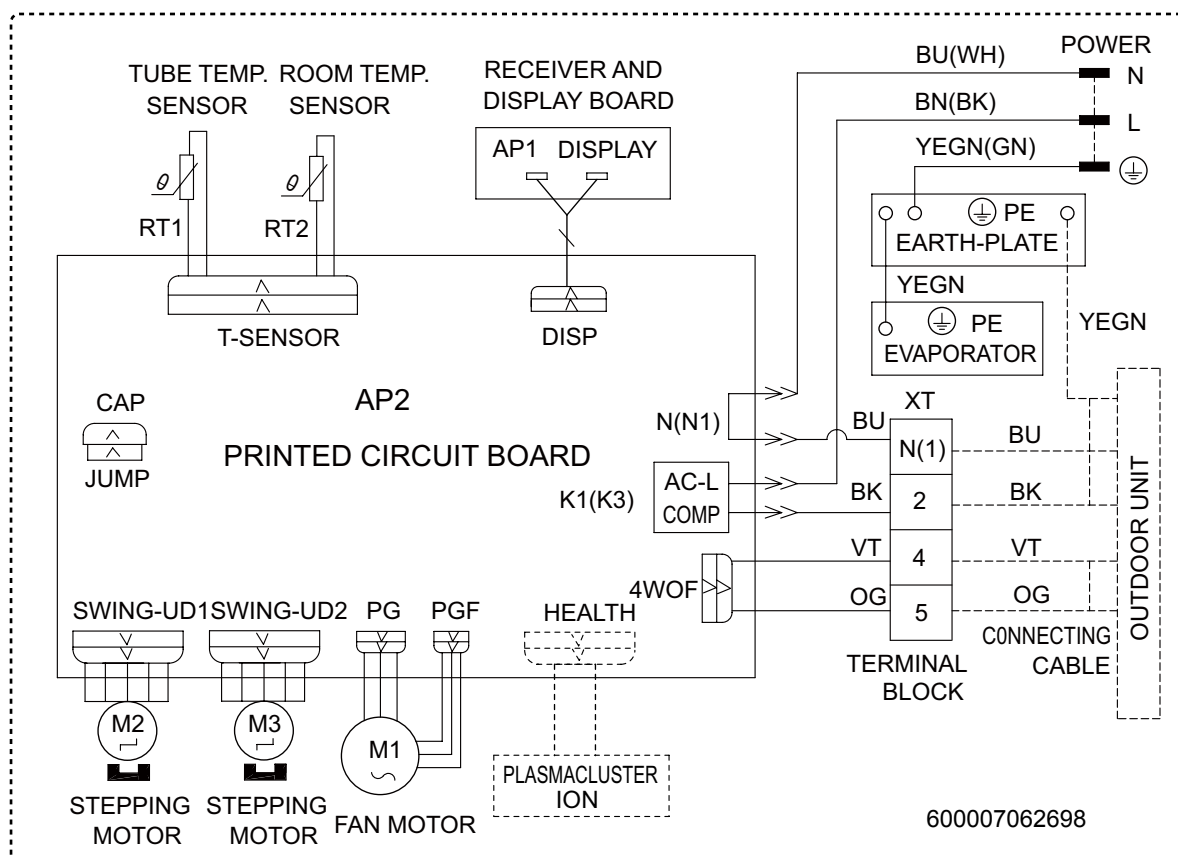 POWER
BU(WH)
N
BN(BK)
L
YEGN(GN)
TUBE TEMP.
SENSOR
ROOM TEMP.
SENSOR
RECEIVER AND
DISPLAY BOARD
AP1 DISPLAY
θ
θ
RT1
RT2
PE
EARTH-PLATE
YEGN
YEGN
PE
EVAPORATOR
T-SENSOR
DISP
CAP
JUMP
AP2
PRINTED CIRCUIT BOARD
N(N1)
K1(K3)
AC-L
COMP
4WOF
XT
BU
N(1)
BU
BK
2
BK
VT
4
VT
OG
5
OG
TERMINAL
BLOCK
C0NNECTING
CABLE
OUTDOOR UNIT
SWING-UD1
SWING-UD2
PG
PGF
HEALTH
M2
M3
M1
STEPPING
MOTOR
STEPPING
MOTOR
FAN MOTOR
PLASMACLUSTER
ION
600007062698